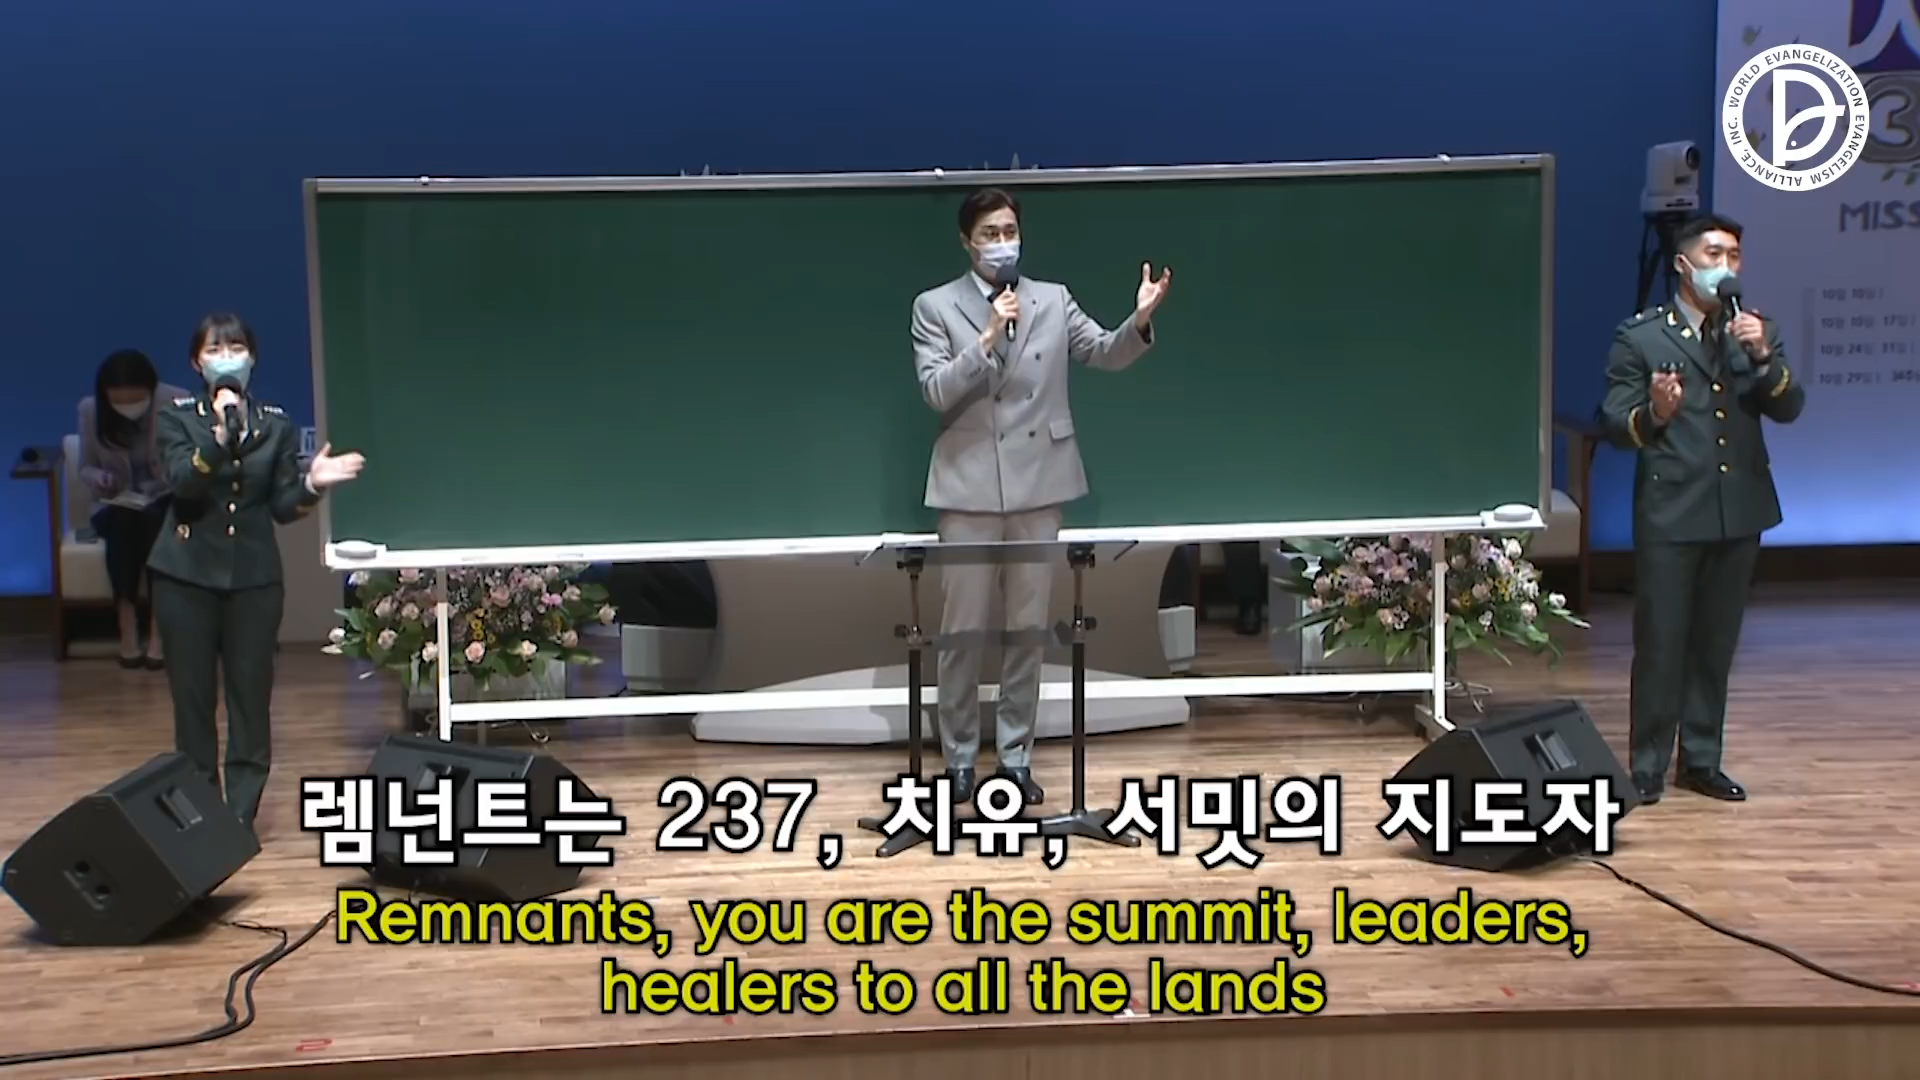 WORLD EVANGELIZATION EVANGELISM ALLIANCE, INC.
MISS
렘넌트는 237, 치유, 서밋의 지도자
Remnants, you are the summit, leaders,
healers to all the lands